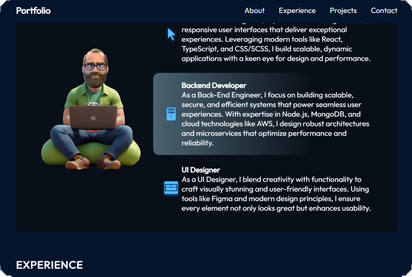 Portfolio
About Experience Projects Contact
responsive user interfaces that deliver exceptional
experiences. Leveraging modern tools like React,
TypeScript, and CSS/SCSS, I build scalable, dynamic
applications with a keen eye for design and performance.
Backend Developer
As a Back-End Engineer, I focus on building scalable,
secure, and efficient systems that power seamless user
experiences. With expertise in Node.js, MongoDB, and
cloud technologies like AWS, I design robust architectures
and microservices that optimize performance and
reliability.
UI Designer
As a UI Designer, I blend creativity with functionality to
craft visually stunning and user-friendly interfaces. Using
tools like Figma and modern design principles, I ensure
every element not only looks great but enhances usability.
EXPERIENCE